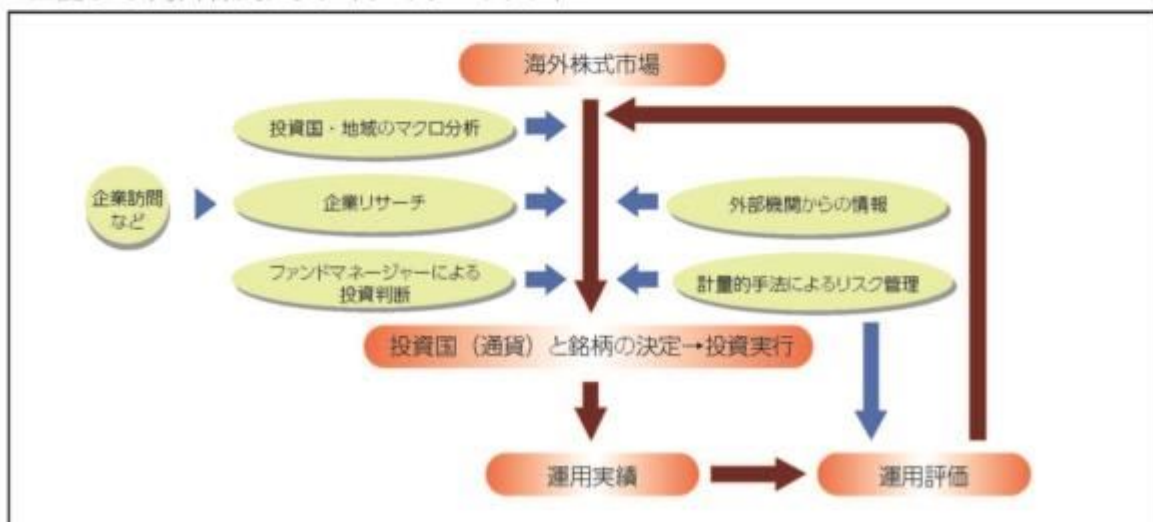 海外株式市場
投資国・地域のマクロ分析
企業訪問
など
企業リサーチ
外部機関からの情報
ファンドマネージャーによる
投資判断
計量的手法によるリスク管理
投資国（通貨）と銘柄の決定→投資実行
運用実績
運用評価